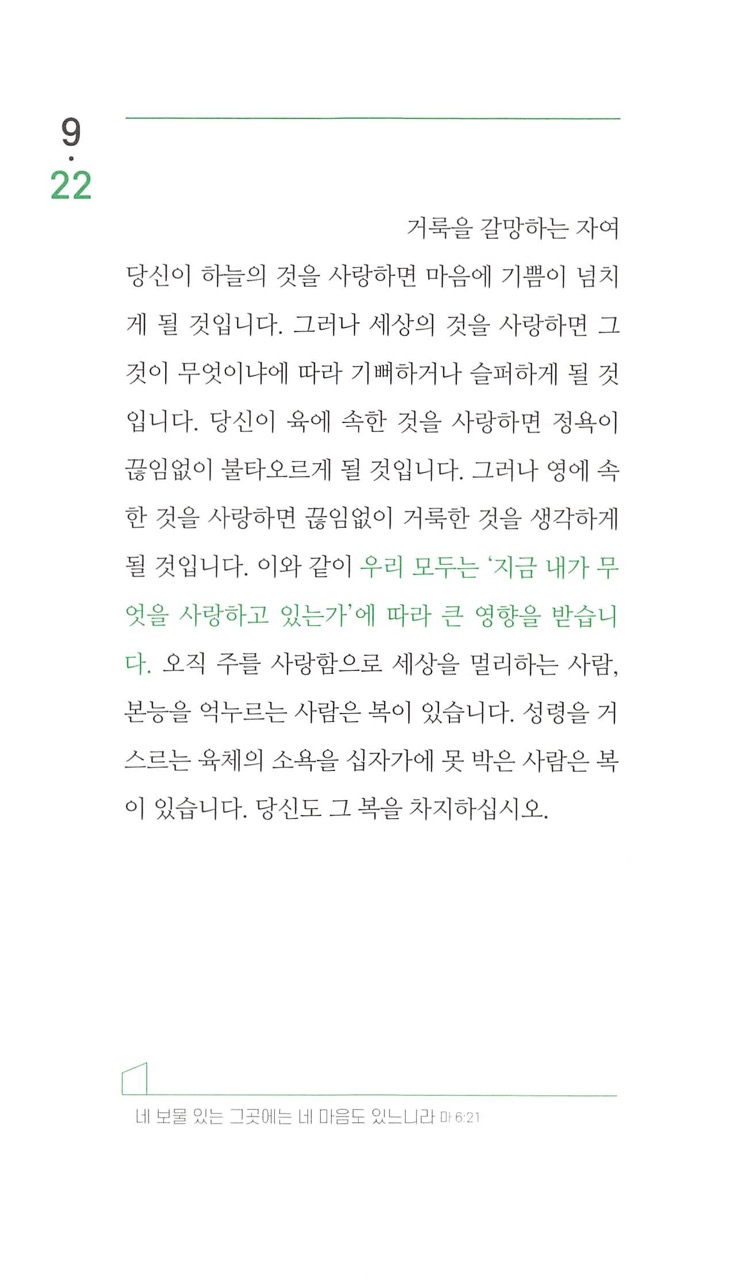 9
·
22
거룩을 갈망하는 자여
당신이 하늘의 것을 사랑하면 마음에 기쁨이 넘치
게 될 것입니다. 그러나 세상의 것을 사랑하면 그
것이 무엇이냐에 따라 기뻐하거나 슬퍼하게 될 것
입니다. 당신이 육에 속한 것을 사랑하면 정욕이
끊임없이 불타오르게 될 것입니다. 그러나 영에 속
한 것을 사랑하면 끊임없이 거룩한 것을 생각하게
될 것입니다. 이와 같이 우리 모두는 ‘지금 내가 무
엇을 사랑하고 있는가’에 따라 큰 영향을 받습니
다. 오직 주를 사랑함으로 세상을 멀리하는 사람,
본능을 억누르는 사람은 복이 있습니다. 성령을 거
스르는 육체의 소욕을 십자가에 못 박은 사람은 복
이 있습니다. 당신도 그 복을 차지하십시오.
네 보물 있는 그곳에는 네 마음도 있느니라 마 6:21